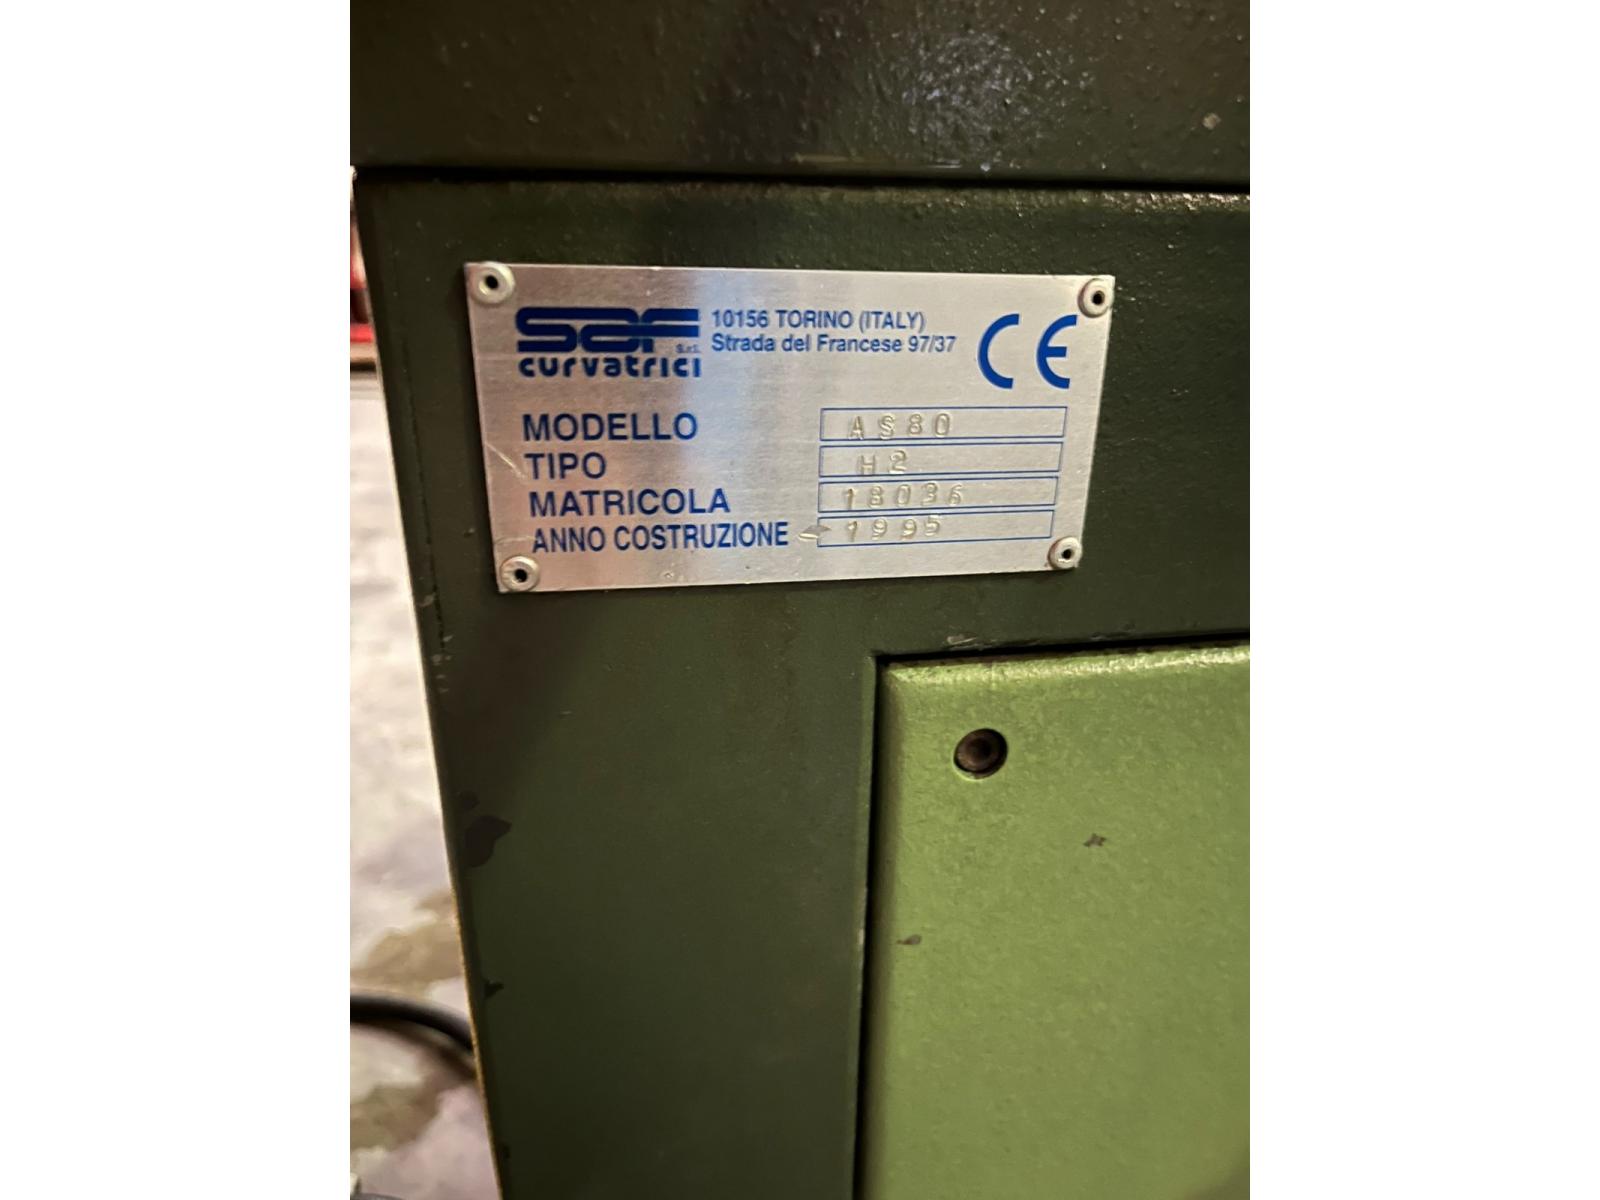 saf S.r.l.
curvatrici
10156 TORINO (ITALY)
Strada del Francese 97/37
CE
MODELLO AS80
TIPO H2
MATRICOLA 18036
ANNO COSTRUZIONE 1995